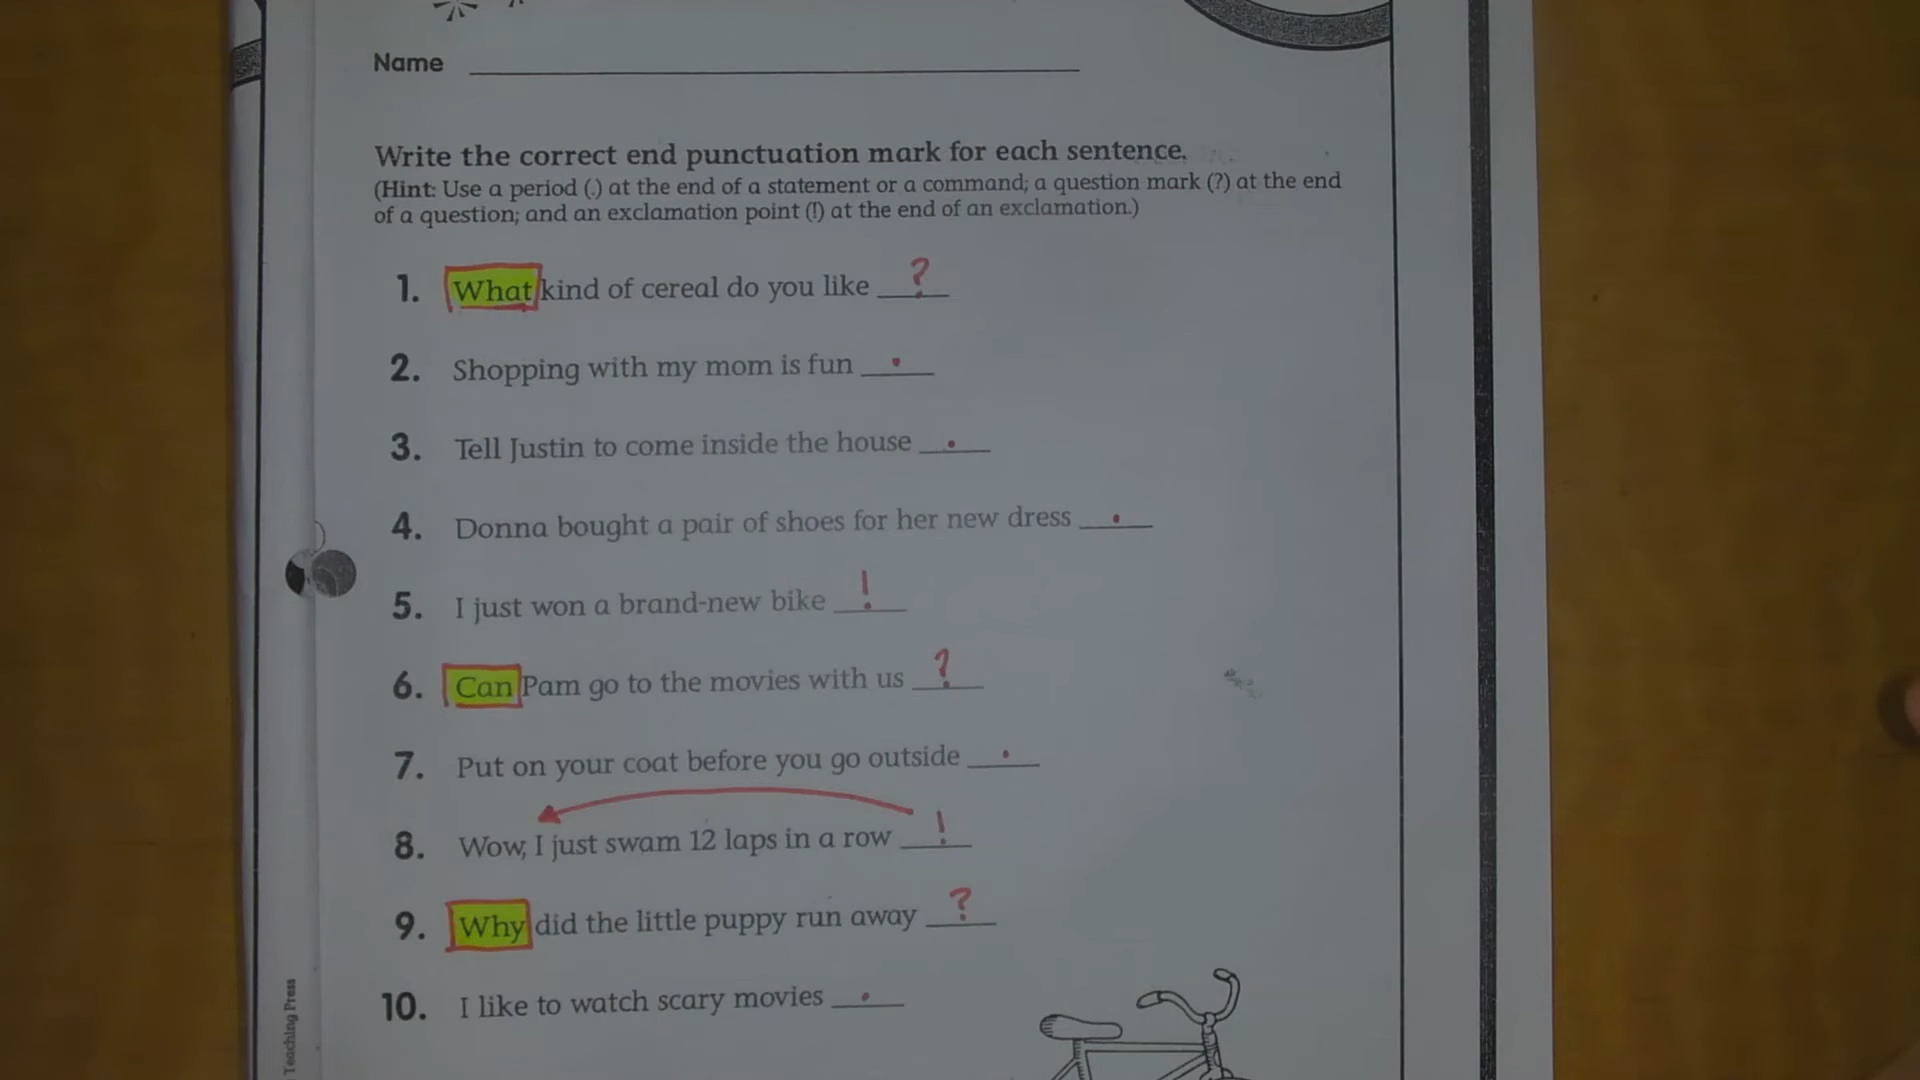 Name
Write the correct end punctuation mark for each sentence.
(Hint: Use a period (.) at the end of a statement or a command; a question mark (?) at the end
of a question; and an exclamation point (!) at the end of an exclamation.)
1. What kind of cereal do you like ?
2. Shopping with my mom is fun .
3. Tell Justin to come inside the house .
4. Donna bought a pair of shoes for her new dress .
5. I just won a brand-new bike !
6. Can Pam go to the movies with us ?
7. Put on your coat before you go outside .
8. Wow, I just swam 12 laps in a row !
9. Why did the little puppy run away ?
10. I like to watch scary movies .
Teaching Press